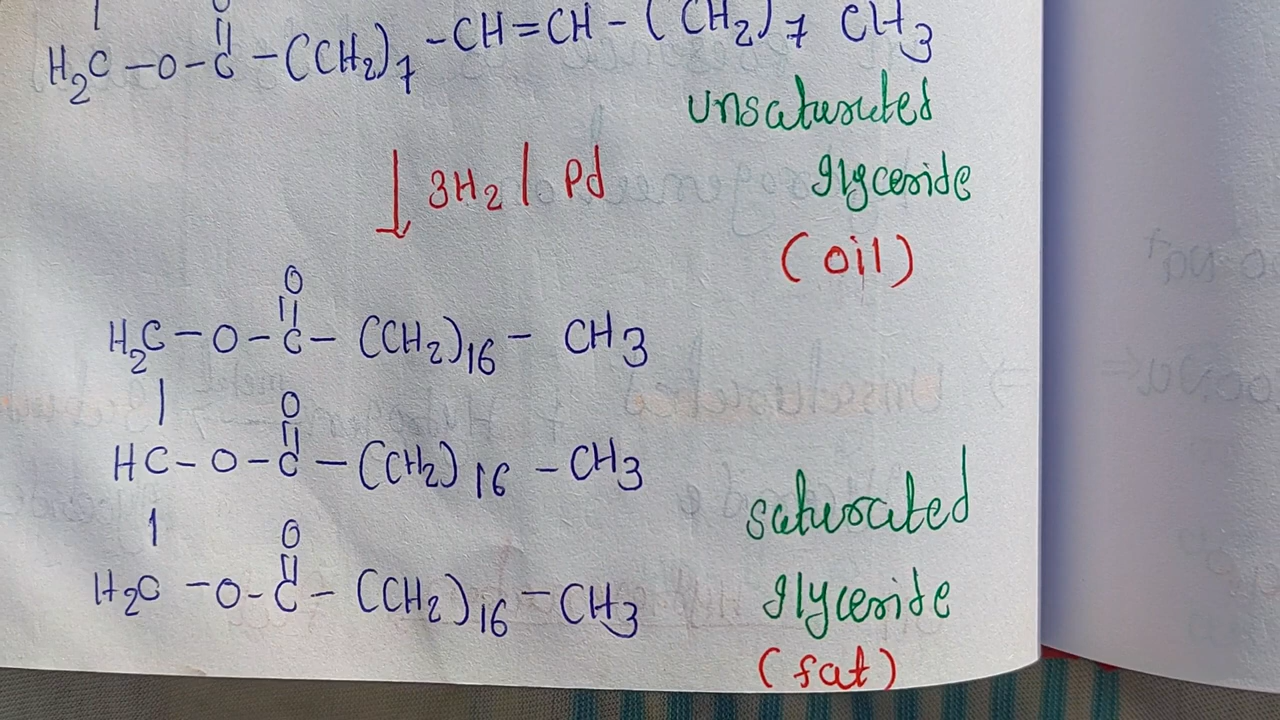 H₂C – O – C – (CH₂)₇ – CH = CH – (CH₂)₇ CH₃
unsaturated
↓ 3H₂ / Pd
glyceride
(oil)
O
H₂C – O – C – (CH₂)₁₆ – CH₃
O
HC – O – C – (CH₂)₁₆ – CH₃
saturated
O
H₂C – O – C – (CH₂)₁₆ – CH₃
glyceride
(fat)